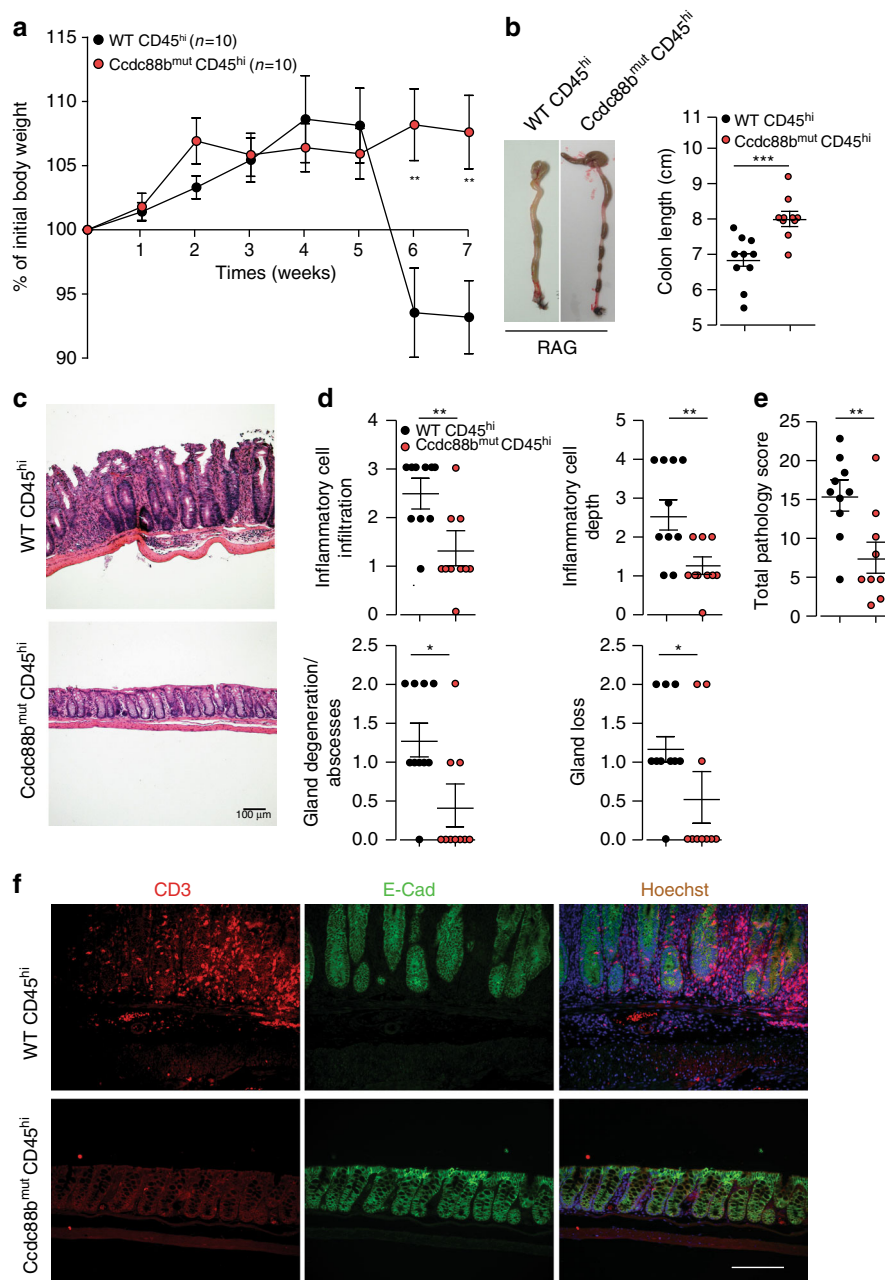 a
115
110
105
100
95
90
% of initial body weight
WT CD45hi (n=10)
Ccdc88bmut CD45hi (n=10)
1 2 3 4 5 6 7
Times (weeks)
** **
b
WT CD45hi
Ccdc88bmut CD45hi
RAG
WT CD45hi
Ccdc88bmut CD45hi
***
11
10
9
8
7
6
5
Colon length (cm)
c
WT CD45hi
Ccdc88bmut CD45hi
100 µm
d
WT CD45hi
Ccdc88bmut CD45hi
**
4
3
2
1
0
Inflammatory cell
infiltration
**
5
4
3
2
1
0
Inflammatory cell
depth
*
2.5
2.0
1.5
1.0
0.5
0.0
Gland degeneration/
abscesses
*
2.5
2.0
1.5
1.0
0.5
0.0
Gland loss
e
**
25
20
15
10
5
0
Total pathology score
f
CD3
E-Cad
Hoechst
WT CD45hi
Ccdc88bmut CD45hi